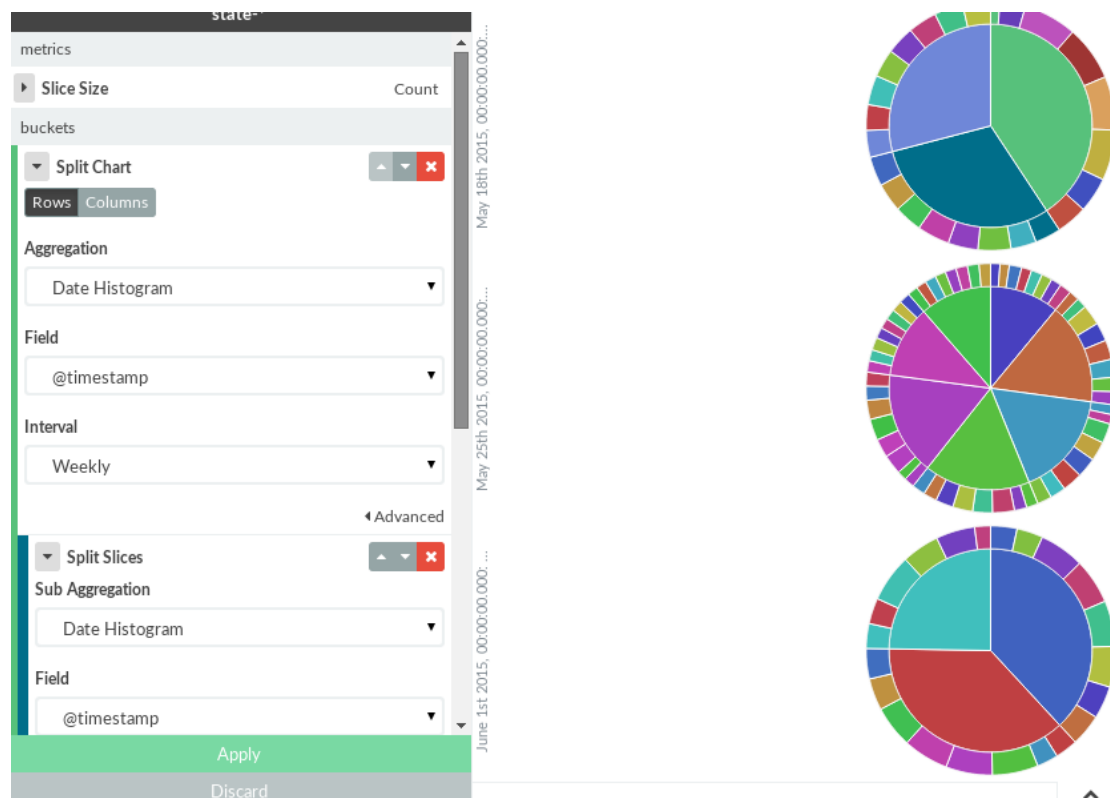 state-*
metrics
Slice Size Count
buckets
Split Chart
Rows Columns
Aggregation
Date Histogram
Field
@timestamp
Interval
Weekly
Advanced
Split Slices
Sub Aggregation
Date Histogram
Field
@timestamp
Apply
Discard
May 18th 2015, 00:00:00.000:...
May 25th 2015, 00:00:00.000:...
June 1st 2015, 00:00:00.000: ...